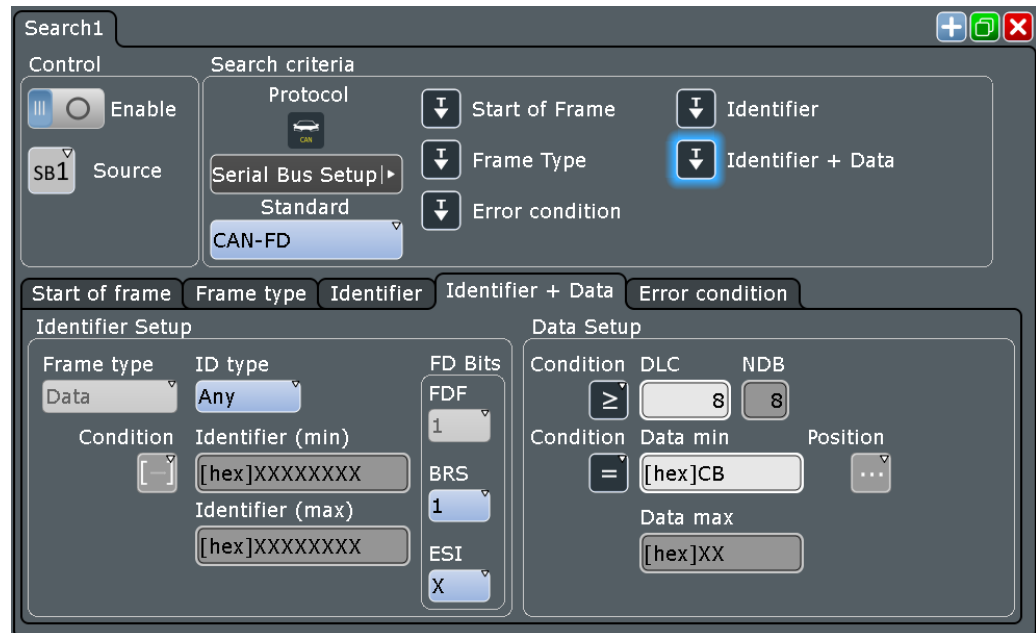 Search1
Control
Search criteria
Enable
SB1 Source
Protocol
CAN
Serial Bus Setup
Standard
CAN-FD
T Start of Frame
T Frame Type
T Error condition
T Identifier
T Identifier + Data
Start of frame Frame type Identifier Identifier + Data Error condition
Identifier Setup
Frame type ID type
Data Any
Condition Identifier (min)
[–] [hex]XXXXXXXX
Identifier (max)
[hex]XXXXXXXX
FD Bits
FDF
1
BRS
1
ESI
X
Data Setup
Condition DLC NDB
≥ 8 8
Condition Data min Position
= [hex]CB ...
Data max
[hex]XX